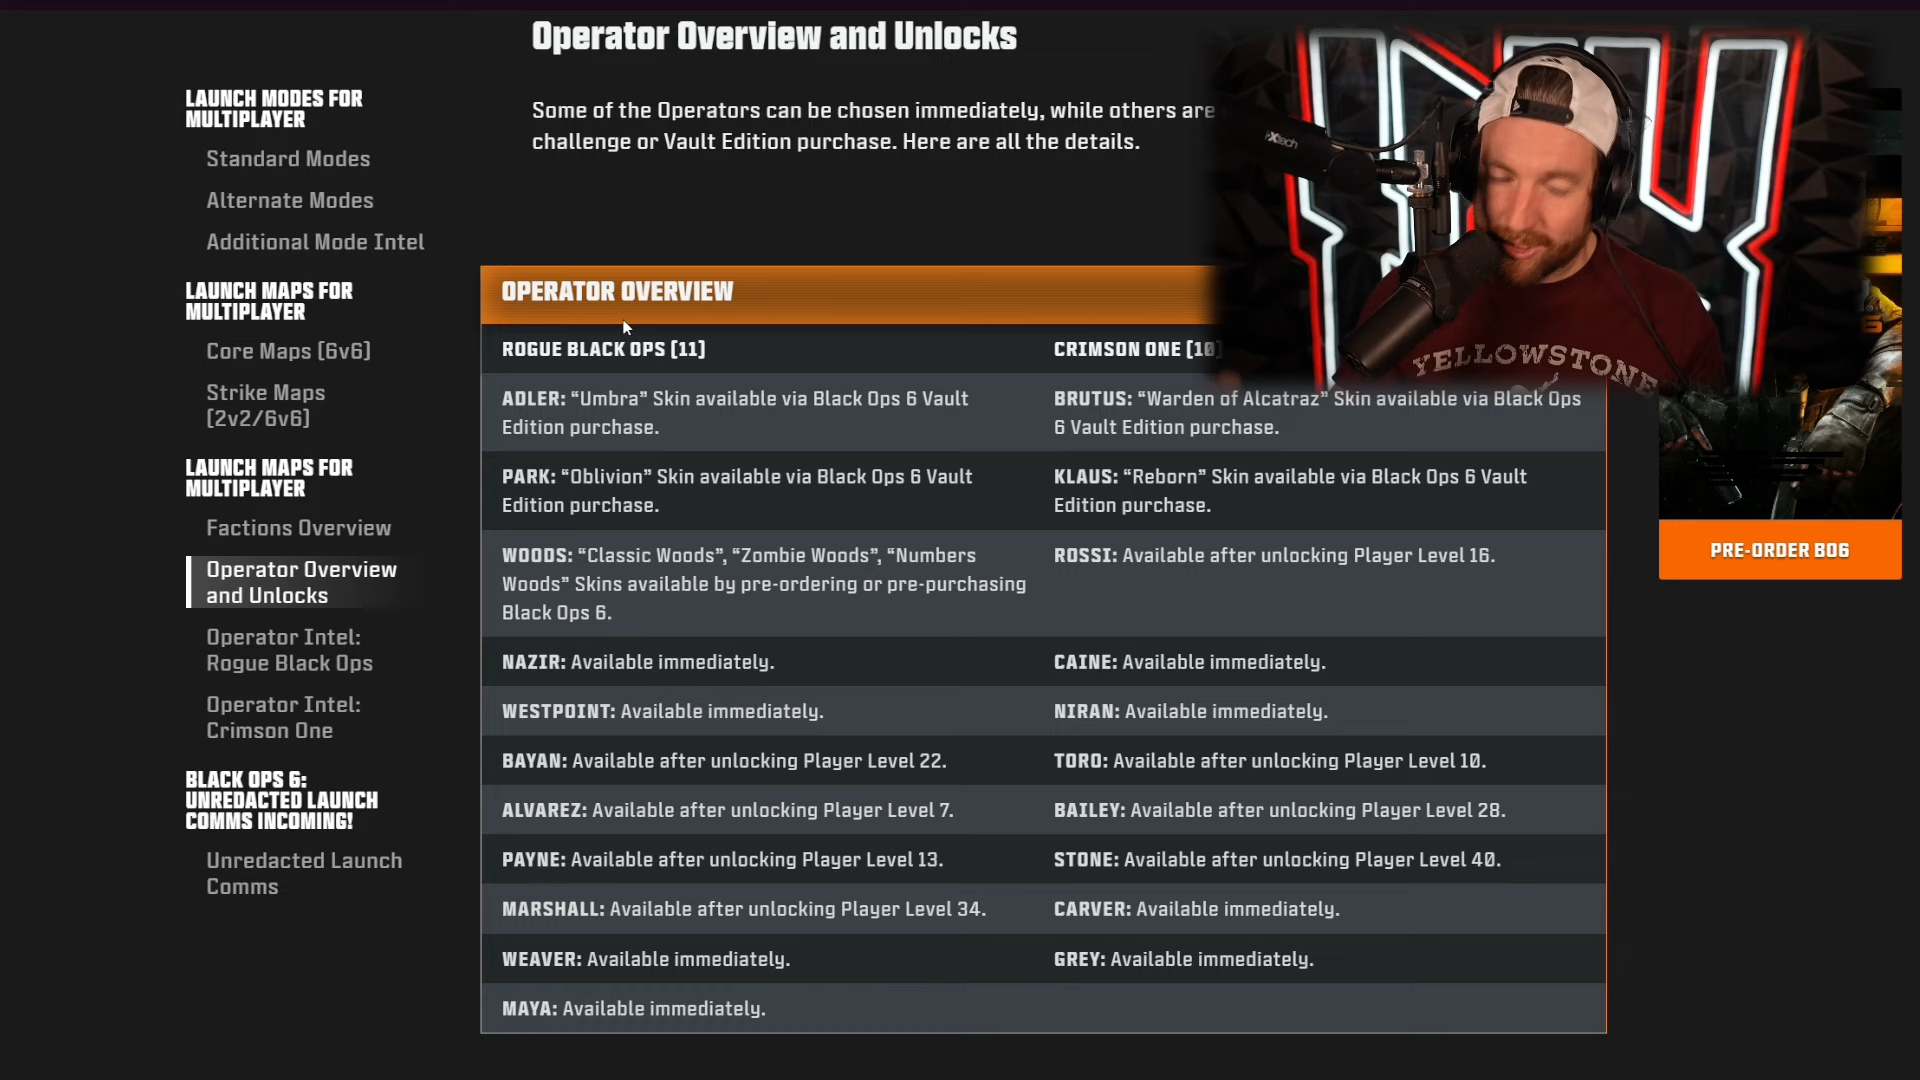 Operator Overview and Unlocks
Some of the Operators can be chosen immediately, while others are
challenge or Vault Edition purchase. Here are all the details.
LAUNCH MODES FOR
MULTIPLAYER
Standard Modes
Alternate Modes
Additional Mode Intel
LAUNCH MAPS FOR
MULTIPLAYER
Core Maps [6v6]
Strike Maps
[2v2/6v6]
LAUNCH MAPS FOR
MULTIPLAYER
Factions Overview
Operator Overview
and Unlocks
Operator Intel:
Rogue Black Ops
Operator Intel:
Crimson One
BLACK OPS 6:
UNREDACTED LAUNCH
COMMS INCOMING!
Unredacted Launch
Comms
OPERATOR OVERVIEW
ROGUE BLACK OPS [11]
CRIMSON ONE [10]
ADLER: “Umbra” Skin available via Black Ops 6 Vault
Edition purchase.
BRUTUS: “Warden of Alcatraz” Skin available via Black Ops
6 Vault Edition purchase.
PARK: “Oblivion” Skin available via Black Ops 6 Vault
Edition purchase.
KLAUS: “Reborn” Skin available via Black Ops 6 Vault
Edition purchase.
WOODS: “Classic Woods”, “Zombie Woods”, “Numbers
Woods” Skins available by pre-ordering or pre-purchasing
Black Ops 6.
ROSSI: Available after unlocking Player Level 16.
NAZIR: Available immediately.
CAINE: Available immediately.
WESTPOINT: Available immediately.
NIRAN: Available immediately.
BAYAN: Available after unlocking Player Level 22.
TORO: Available after unlocking Player Level 10.
ALVAREZ: Available after unlocking Player Level 7.
BAILEY: Available after unlocking Player Level 28.
PAYNE: Available after unlocking Player Level 13.
STONE: Available after unlocking Player Level 40.
MARSHALL: Available after unlocking Player Level 34.
CARVER: Available immediately.
WEAVER: Available immediately.
GREY: Available immediately.
MAYA: Available immediately.
YELLOWSTONE
PRE-ORDER BO6